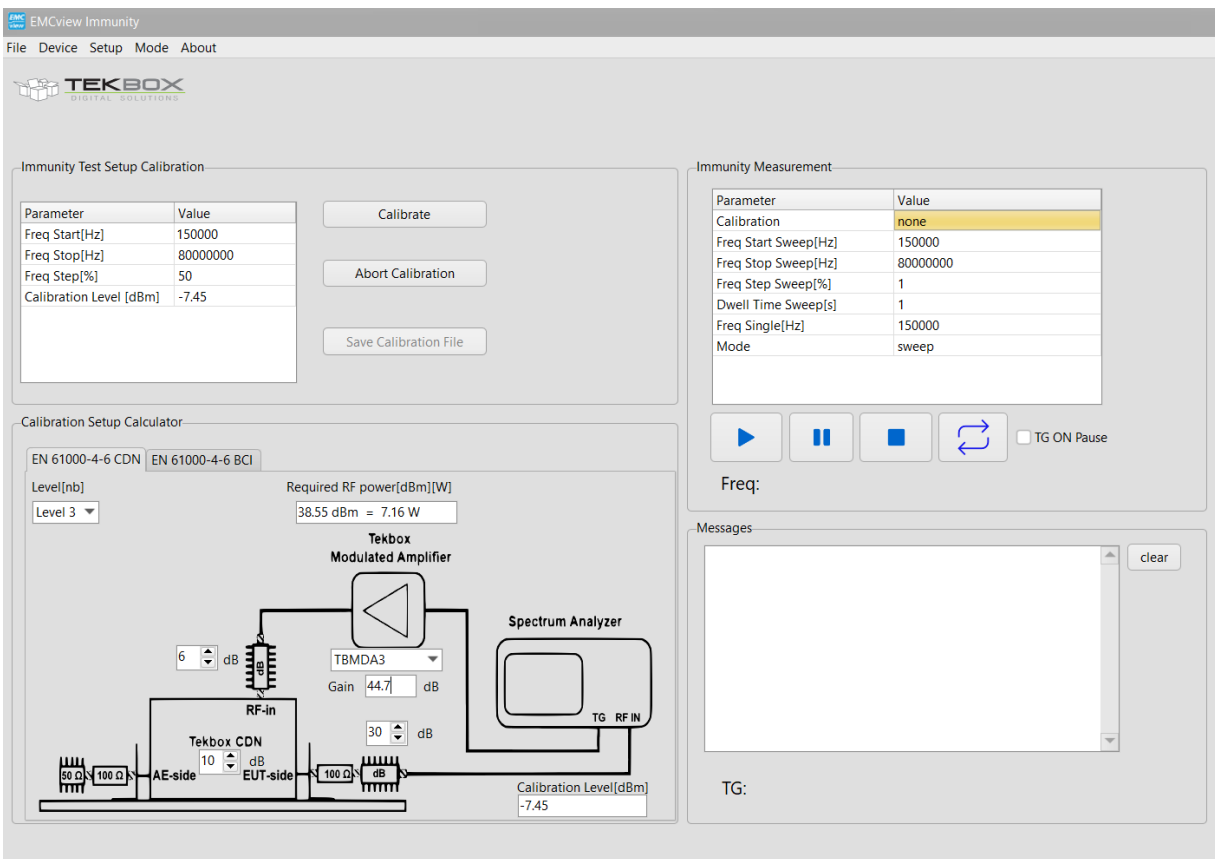 EMC
view
EMCview Immunity
File Device Setup Mode About
TEKBOX
DIGITAL SOLUTIONS
Immunity Test Setup Calibration
Parameter Value
Freq Start[Hz] 150000
Freq Stop[Hz] 80000000
Freq Step[%] 50
Calibration Level [dBm] -7.45
Calibrate
Abort Calibration
Save Calibration File
Calibration Setup Calculator
EN 61000-4-6 CDN EN 61000-4-6 BCI
Level[nb] Required RF power[dBm][W]
Level 3 38.55 dBm = 7.16 W
Tekbox
Modulated Amplifier
Spectrum Analyzer
6 dB
dB
TBMDA3
Gain 44.7 dB
RF-in
TG RF IN
30 dB
Tekbox CDN
10 dB
50 Ω 100 Ω AE-side EUT-side 100 Ω dB
Calibration Level[dBm]
-7.45
Immunity Measurement
Parameter Value
Calibration none
Freq Start Sweep[Hz] 150000
Freq Stop Sweep[Hz] 80000000
Freq Step Sweep[%] 1
Dwell Time Sweep[s] 1
Freq Single[Hz] 150000
Mode sweep
TG ON Pause
Freq:
Messages
clear
TG: